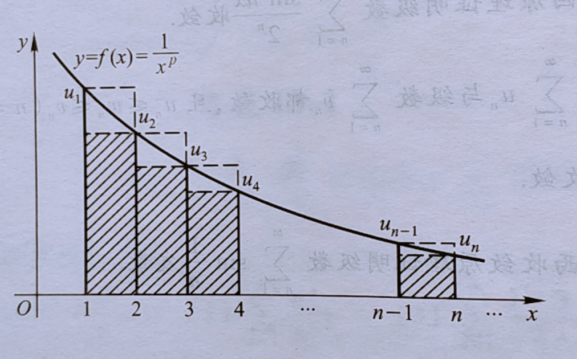 y
y=f(x)=1/x^p
u_1
u_2
u_3
u_4
u_{n-1}
u_n
O 1 2 3 4 ... n-1 n ... x